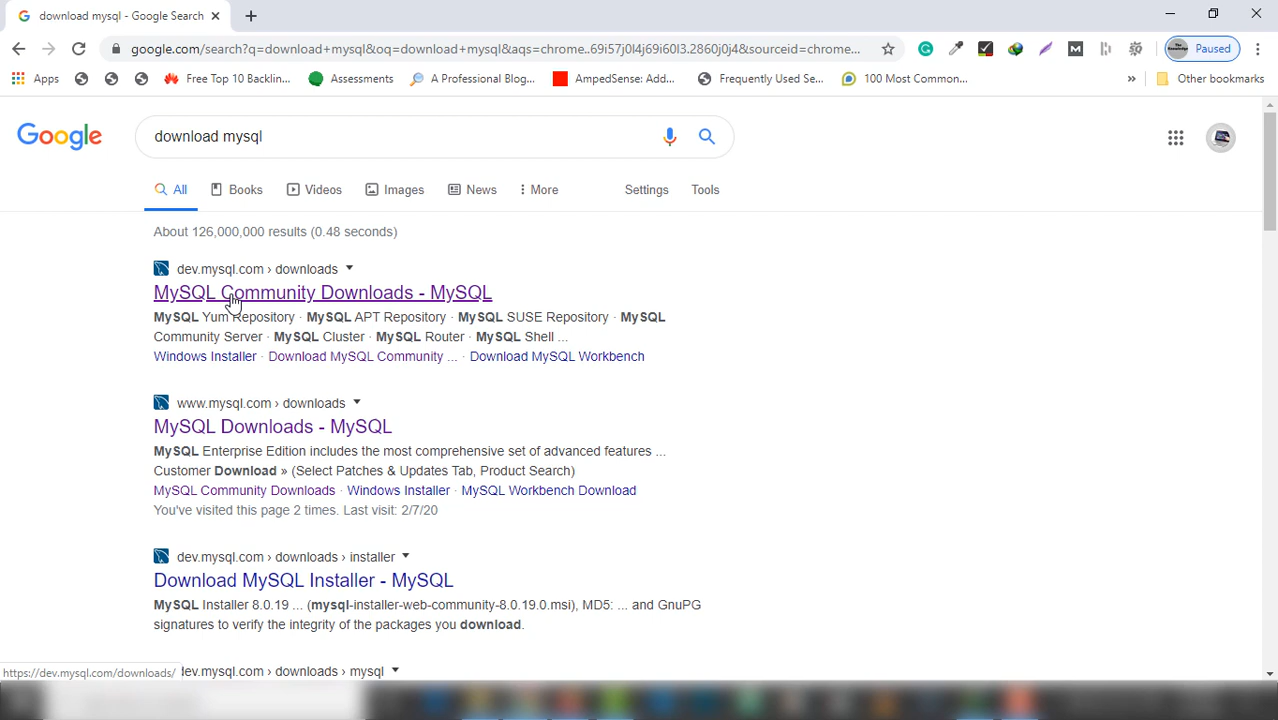 download mysql - Google Search
google.com/search?q=download+mysql&oq=download+mysql&aqs=chrome..69i57j0l4j69i60l3.2860j0j4&sourceid=chrome...
Paused
Apps
Free Top 10 Backlin...
Assessments
A Professional Blog...
AmpedSense: Add...
Frequently Used Se...
100 Most Common...
»
Other bookmarks
Google
download mysql
All
Books
Videos
Images
News
More
Settings
Tools
About 126,000,000 results (0.48 seconds)
dev.mysql.com › downloads
MySQL Community Downloads - MySQL
MySQL Yum Repository · MySQL APT Repository · MySQL SUSE Repository · MySQL
Community Server · MySQL Cluster · MySQL Router · MySQL Shell ...
Windows Installer · Download MySQL Community ... · Download MySQL Workbench
www.mysql.com › downloads
MySQL Downloads - MySQL
MySQL Enterprise Edition includes the most comprehensive set of advanced features ...
Customer Download » (Select Patches & Updates Tab, Product Search)
MySQL Community Downloads · Windows Installer · MySQL Workbench Download
You've visited this page 2 times. Last visit: 2/7/20
dev.mysql.com › downloads › installer
Download MySQL Installer - MySQL
MySQL Installer 8.0.19 ... (mysql-installer-web-community-8.0.19.0.msi), MD5: ... and GnuPG
signatures to verify the integrity of the packages you download.
https://dev.mysql.com/downloads/
dev.mysql.com › downloads › mysql